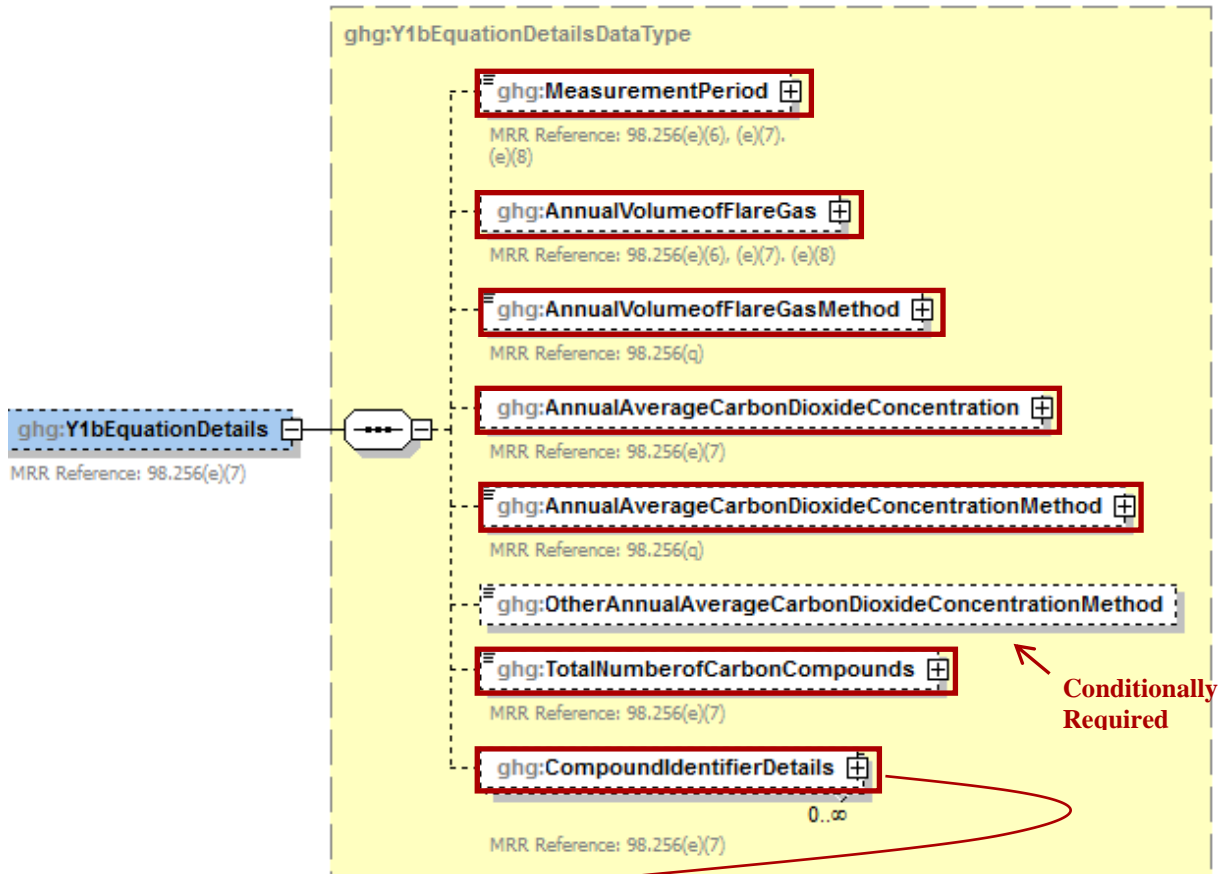 ghg:Y1bEquationDetailsDataType
ghg:MeasurementPeriod
MRR Reference: 98.256(e)(6), (e)(7).
(e)(8)
ghg:AnnualVolumeofFlareGas
MRR Reference: 98.256(e)(6), (e)(7). (e)(8)
ghg:AnnualVolumeofFlareGasMethod
MRR Reference: 98.256(q)
ghg:AnnualAverageCarbonDioxideConcentration
MRR Reference: 98.256(e)(7)
ghg:Y1bEquationDetails
MRR Reference: 98.256(e)(7)
ghg:AnnualAverageCarbonDioxideConcentrationMethod
MRR Reference: 98.256(q)
ghg:OtherAnnualAverageCarbonDioxideConcentrationMethod
ghg:TotalNumberofCarbonCompounds
MRR Reference: 98.256(e)(7)
Conditionally
Required
ghg:CompoundIdentifierDetails
0..∞
MRR Reference: 98.256(e)(7)